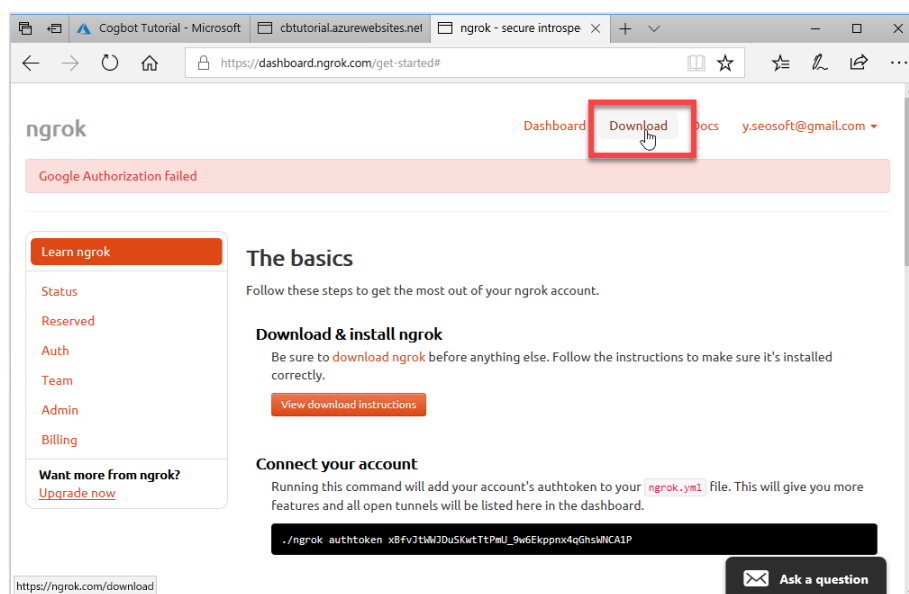 Cogbot Tutorial - Microsoft
cbtutorial.azurewebsites.net
ngrok - secure introspe
https://dashboard.ngrok.com/get-started#
ngrok
Dashboard
Download
Docs
y.seosoft@gmail.com
Google Authorization failed
Learn ngrok
Status
Reserved
Auth
Team
Admin
Billing
Want more from ngrok?
Upgrade now
The basics
Follow these steps to get the most out of your ngrok account.
Download & install ngrok
Be sure to download ngrok before anything else. Follow the instructions to make sure it's installed
correctly.
View download instructions
Connect your account
Running this command will add your account's authtoken to your ngrok.yml file. This will give you more
features and all open tunnels will be listed here in the dashboard.
./ngrok authtoken xBfvJtWWJDuSKwtTtPmU_9w6Ekppnx4qGhsWNCA1P
Ask a question
https://ngrok.com/download